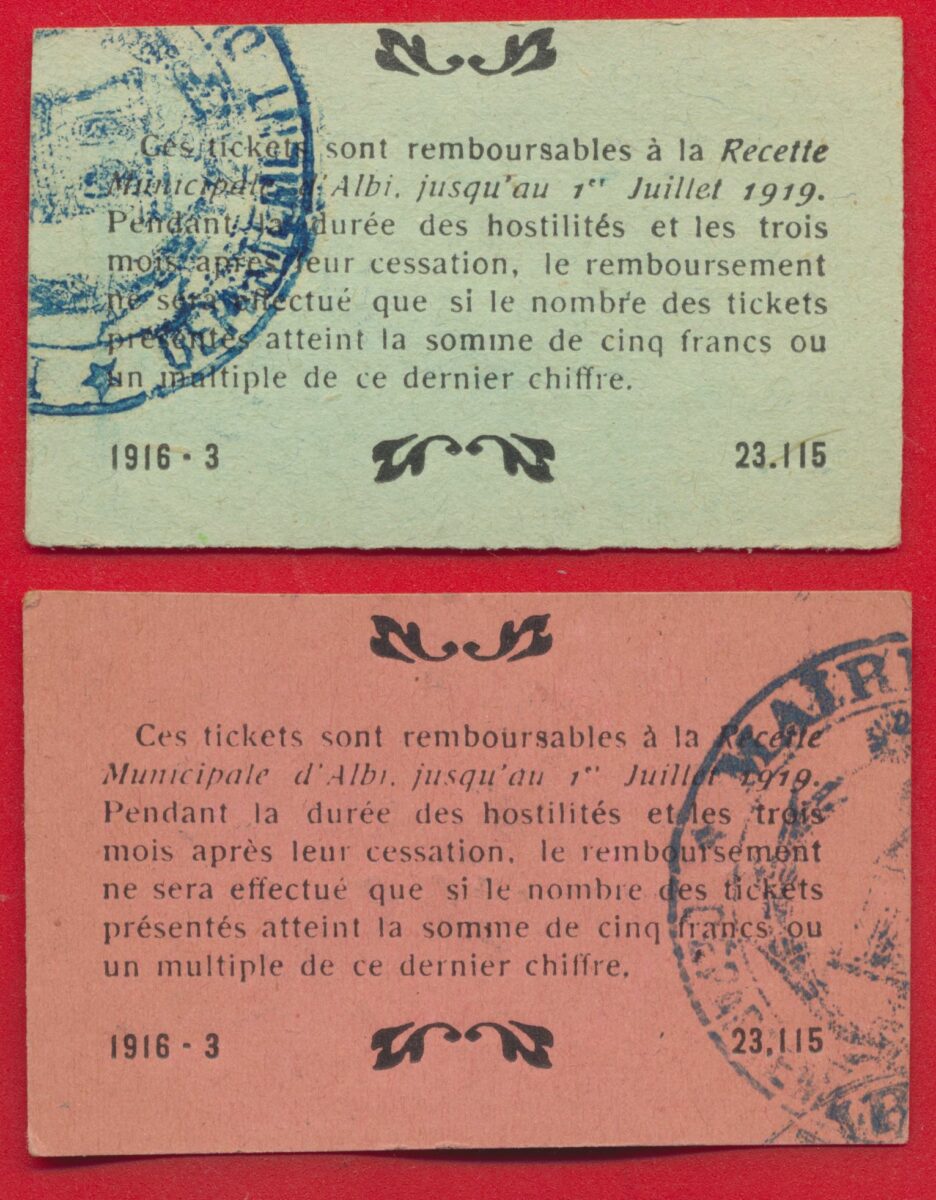 Ces tickets sont remboursables à la Recette
Municipale d'Albi, jusqu'au 1er Juillet 1919.
Pendant la durée des hostilités et les trois
mois après leur cessation, le remboursement
ne sera effectué que si le nombre des tickets
présentés atteint la somme de cinq francs ou
un multiple de ce dernier chiffre.
1916 - 3 23.115
Ces tickets sont remboursables à la Recette
Municipale d'Albi, jusqu'au 1er Juillet 1919.
Pendant la durée des hostilités et les trois
mois après leur cessation, le remboursement
ne sera effectué que si le nombre des tickets
présentés atteint la somme de cinq francs ou
un multiple de ce dernier chiffre.
1916 - 3 23,115
MAIRI